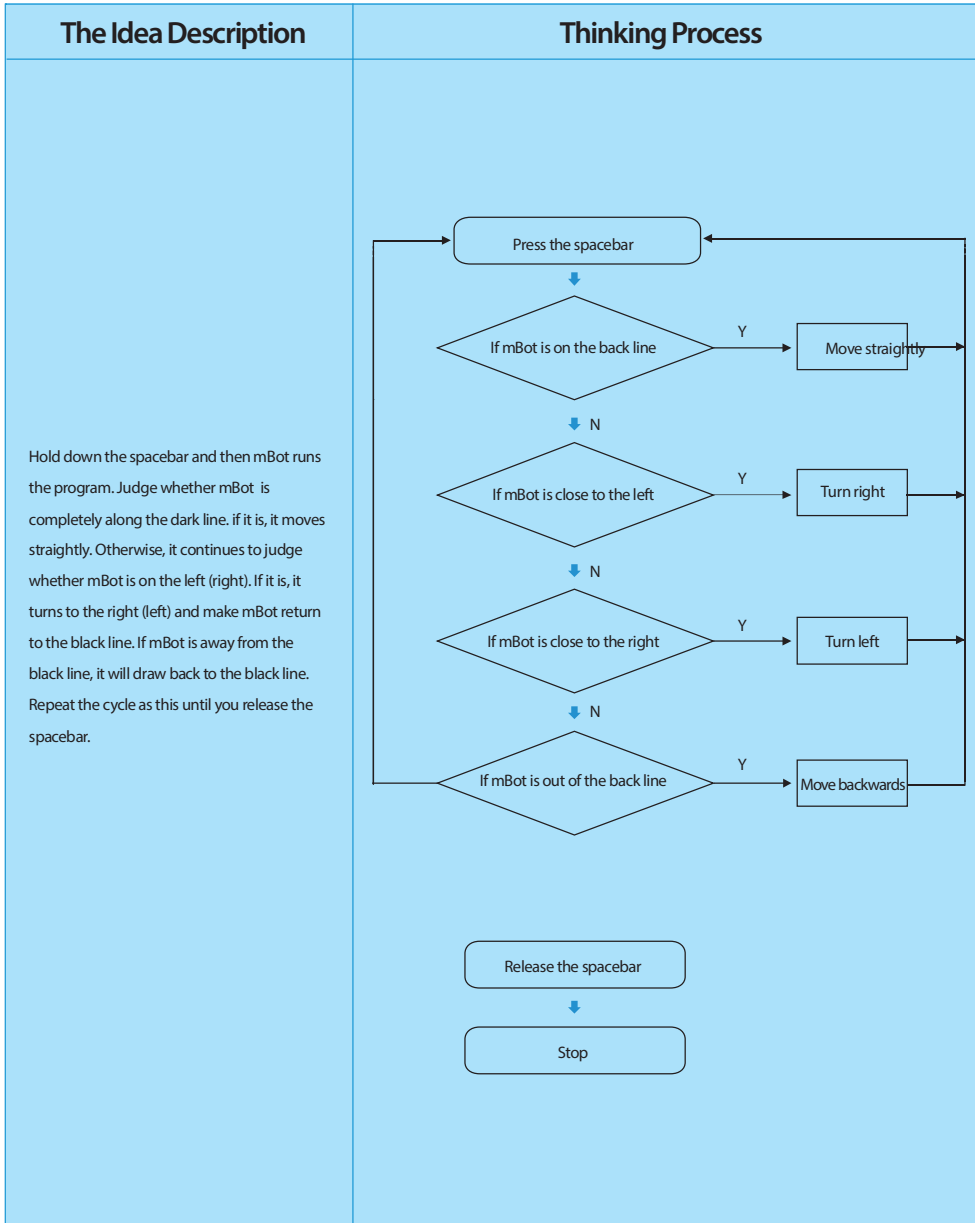 The Idea Description
Thinking Process
Hold down the spacebar and then mBot runs
the program. Judge whether mBot is
completely along the dark line. if it is, it moves
straightly. Otherwise, it continues to judge
whether mBot is on the left (right). If it is, it
turns to the right (left) and make mBot return
to the black line. If mBot is away from the
black line, it will draw back to the black line.
Repeat the cycle as this until you release the
spacebar.
Press the spacebar
If mBot is on the back line
Y
Move straightly
N
If mBot is close to the left
Y
Turn right
N
If mBot is close to the right
Y
Turn left
N
If mBot is out of the back line
Y
Move backwards
Release the spacebar
Stop